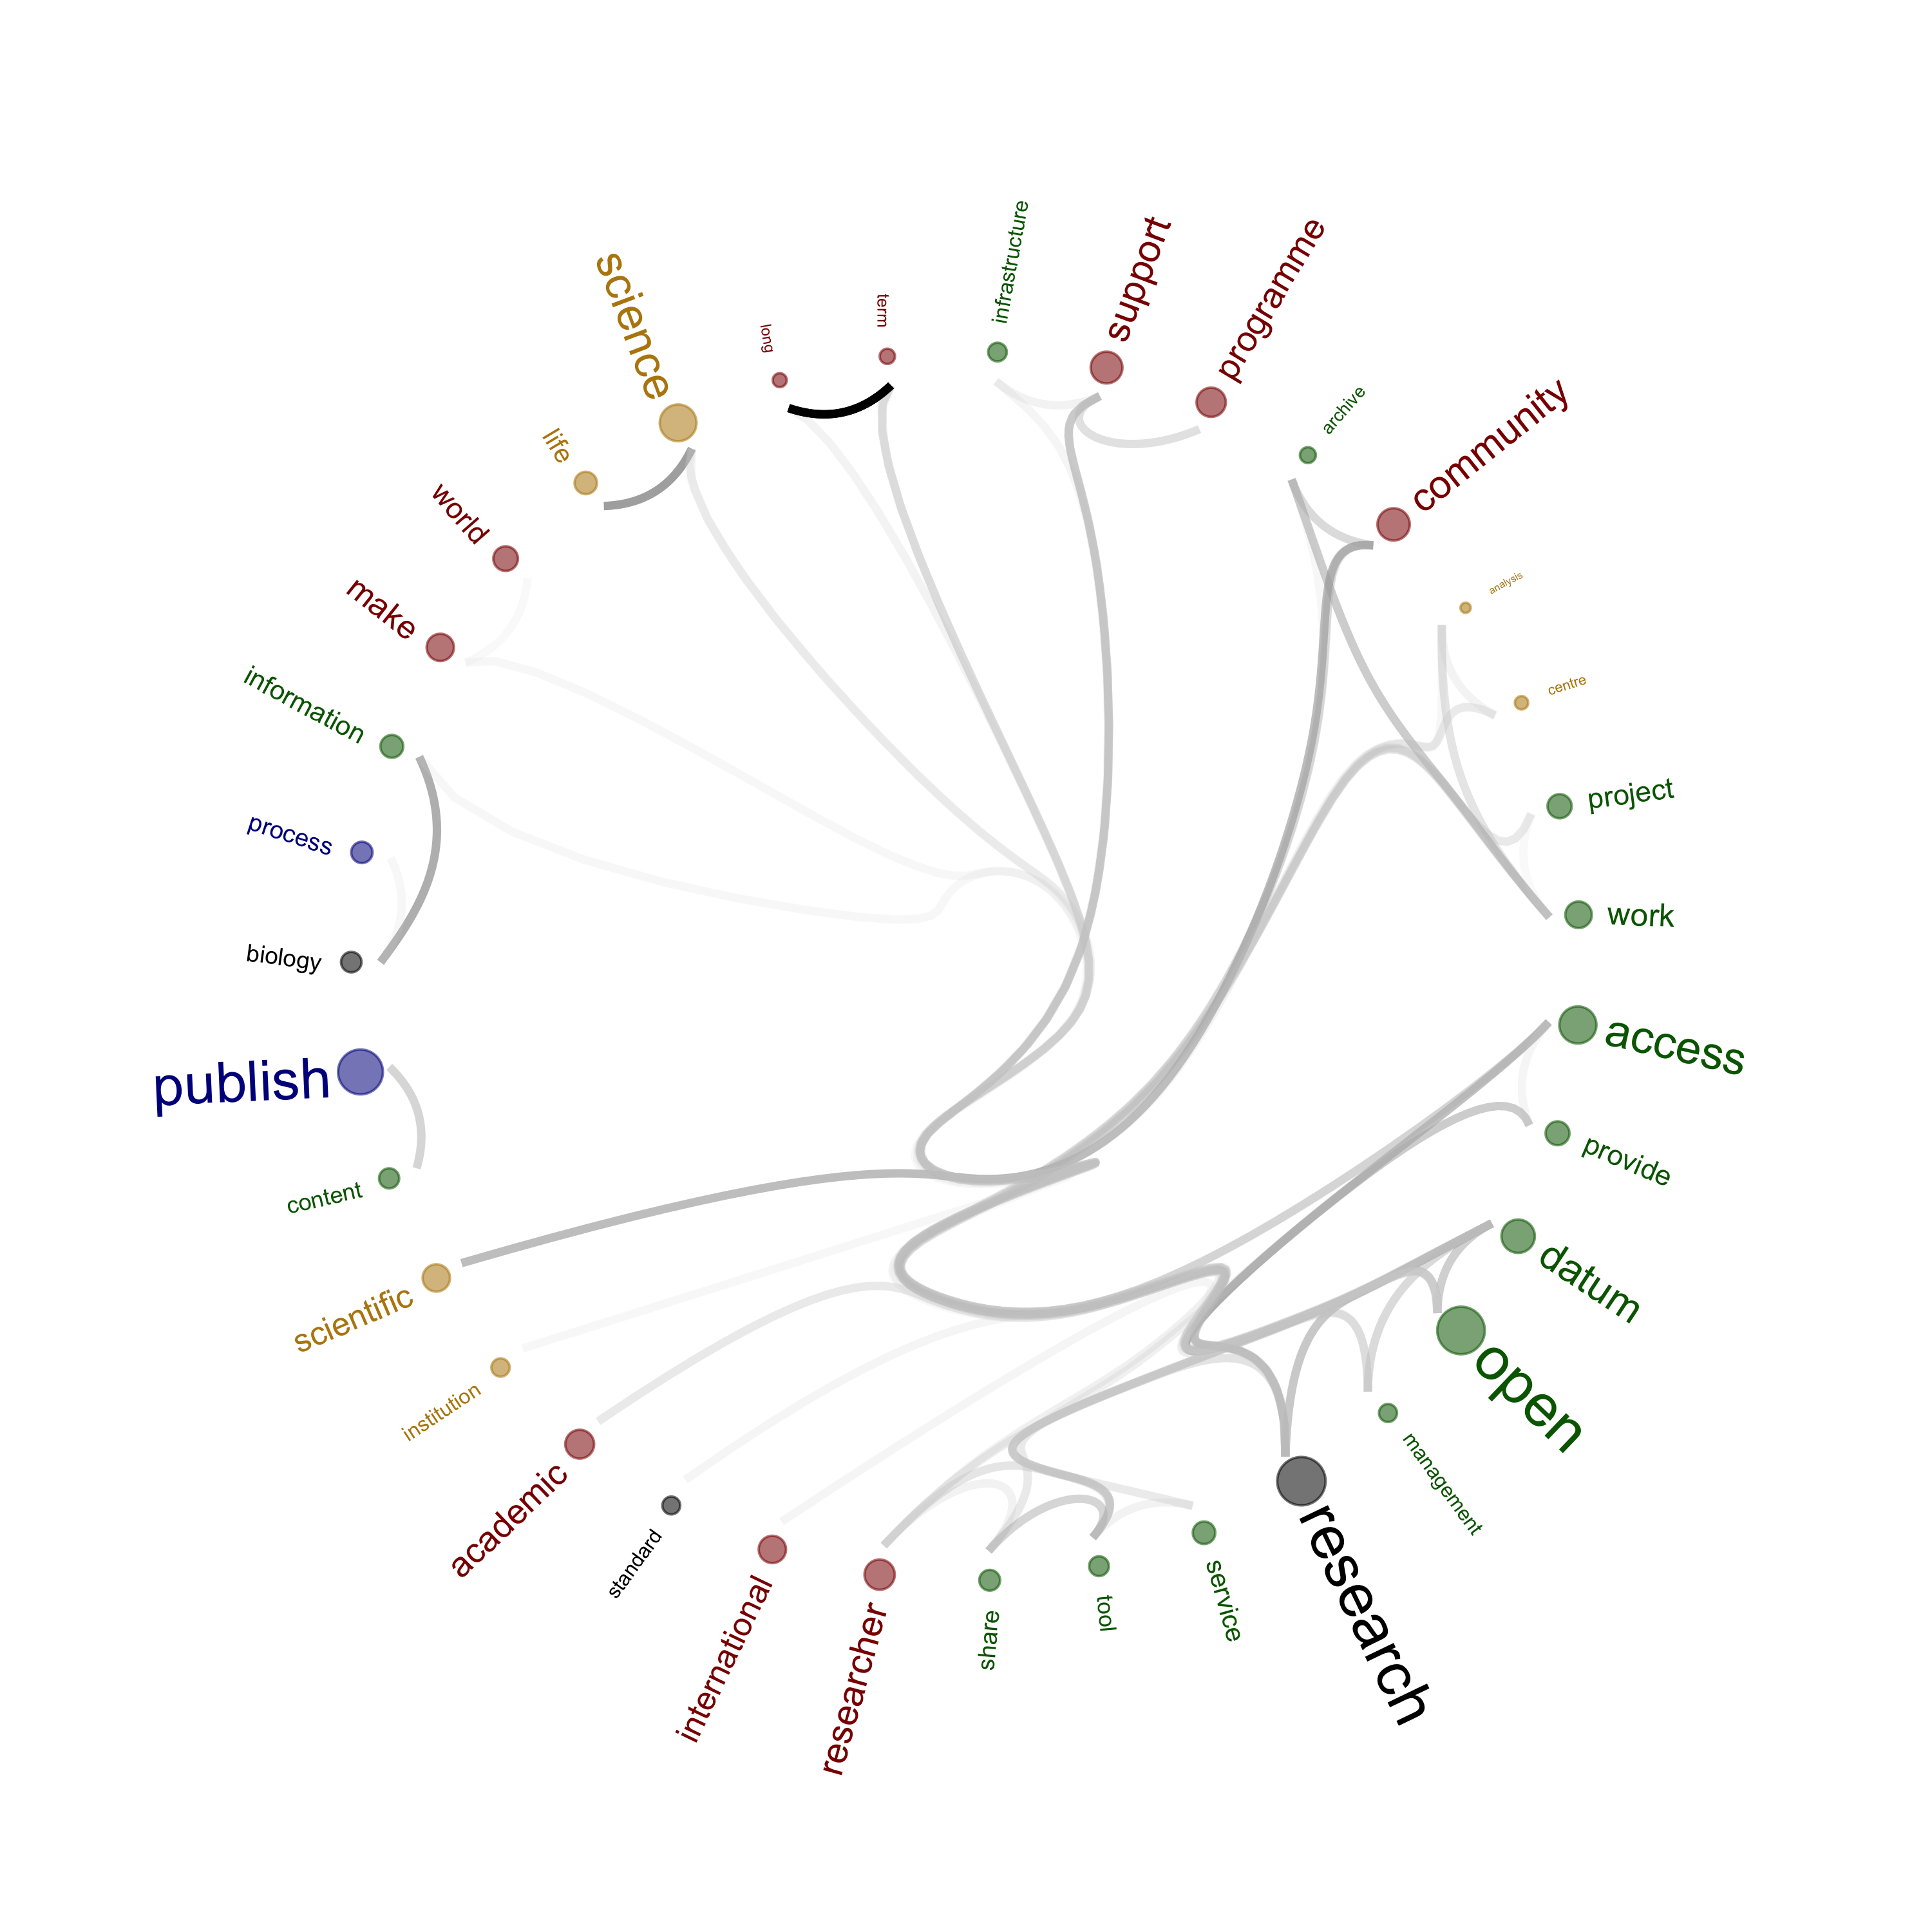 infrastructure
support
programme
archive
community
analysis
centre
project
work
access
provide
datum
open
management
research
service
tool
share
researcher
international
standard
academic
institution
scientific
content
publish
biology
process
information
make
world
life
science
long
term